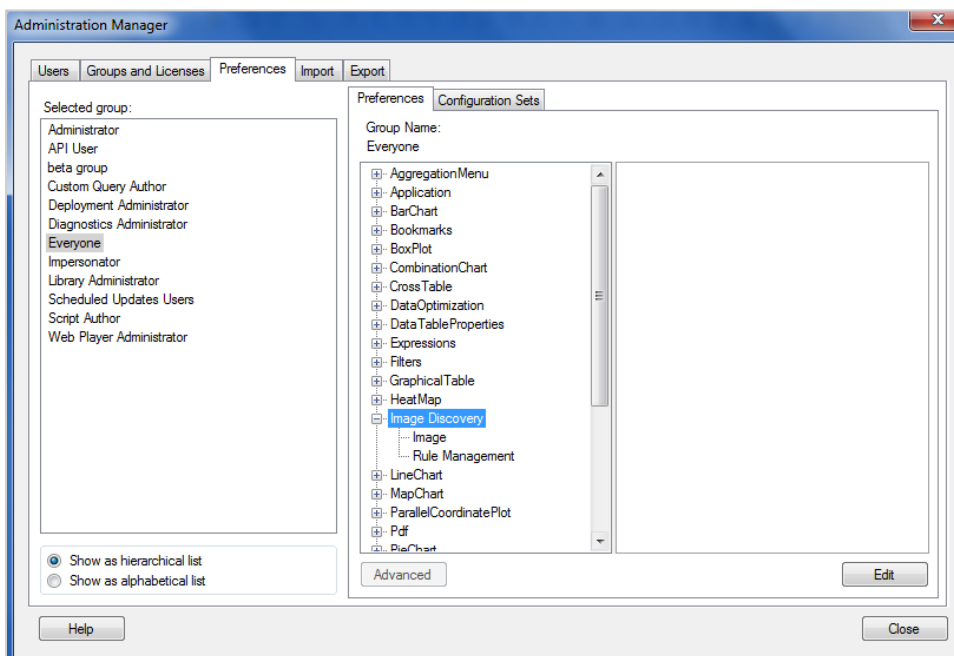 Administration Manager
Users
Groups and Licenses
Preferences
Import
Export
Selected group:
Administrator
API User
beta group
Custom Query Author
Deployment Administrator
Diagnostics Administrator
Everyone
Impersonator
Library Administrator
Scheduled Updates Users
Script Author
Web Player Administrator
Show as hierarchical list
Show as alphabetical list
Preferences
Configuration Sets
Group Name:
Everyone
AggregationMenu
Application
BarChart
Bookmarks
BoxPlot
CombinationChart
CrossTable
DataOptimization
DataTableProperties
Expressions
Filters
GraphicalTable
HeatMap
Image Discovery
Image
Rule Management
LineChart
MapChart
ParallelCoordinatePlot
Pdf
PieChart
Advanced
Edit
Help
Close